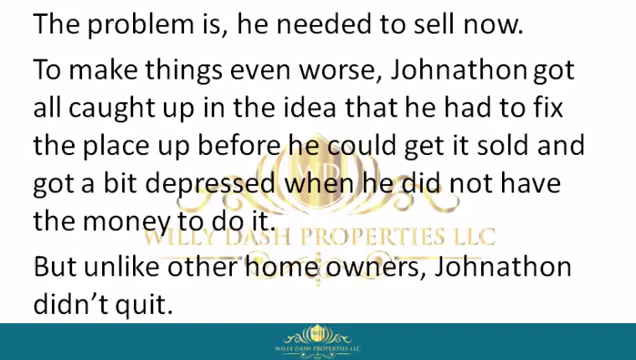 The problem is, he needed to sell now.
To make things even worse, Johnathon got
all caught up in the idea that he had to fix
the place up before he could get it sold and
got a bit depressed when he did not have
the money to do it.
WILLY DASH PROPERTIES LLC
But unlike other home owners, Johnathon
didn’t quit.
WILLY DASH PROPERTIES LLC